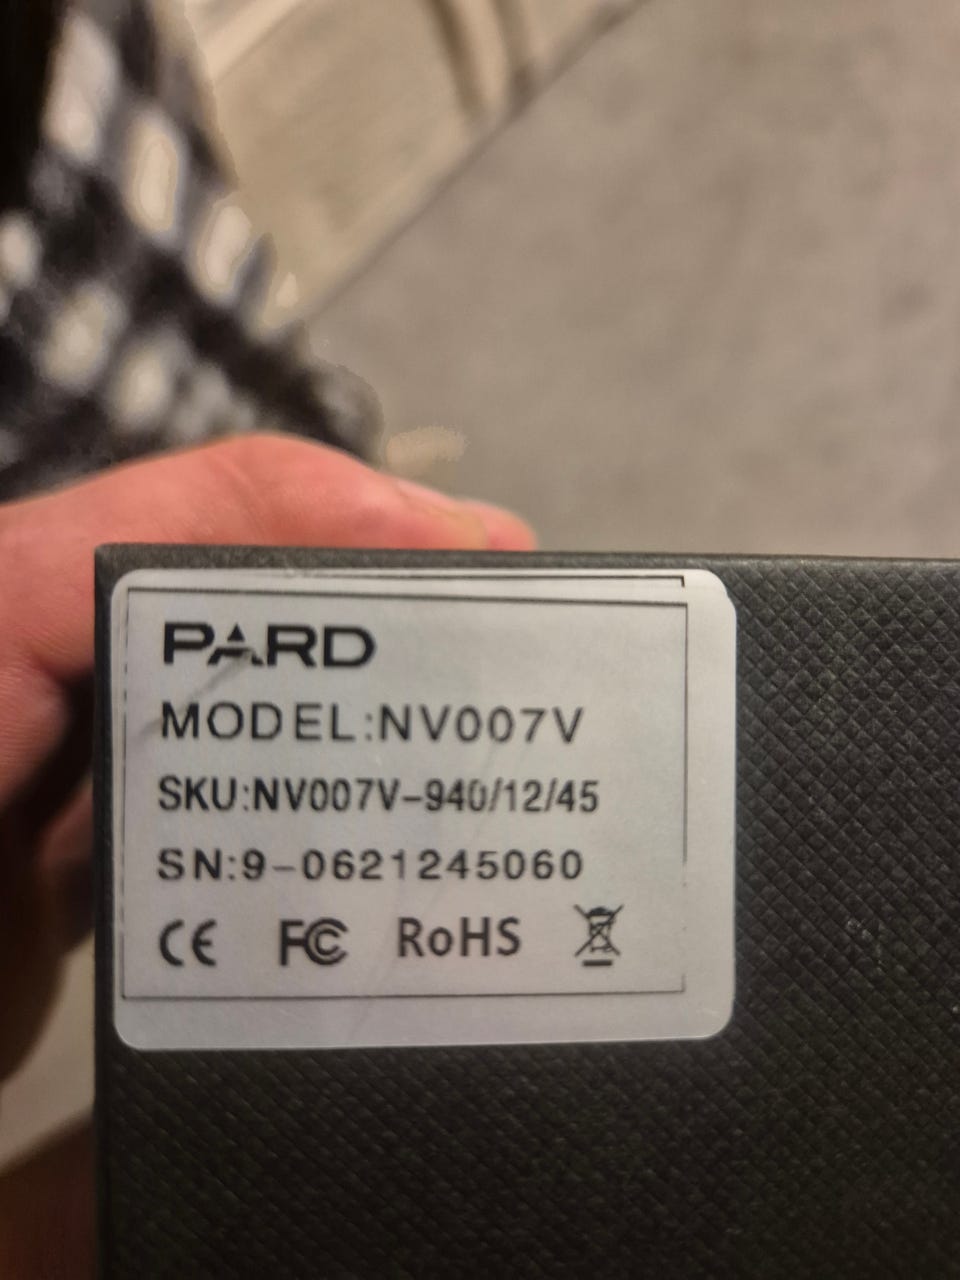 PARD
MODEL:NV007V
SKU:NV007V-940/12/45
SN:9-0621245060
CE FC RoHS